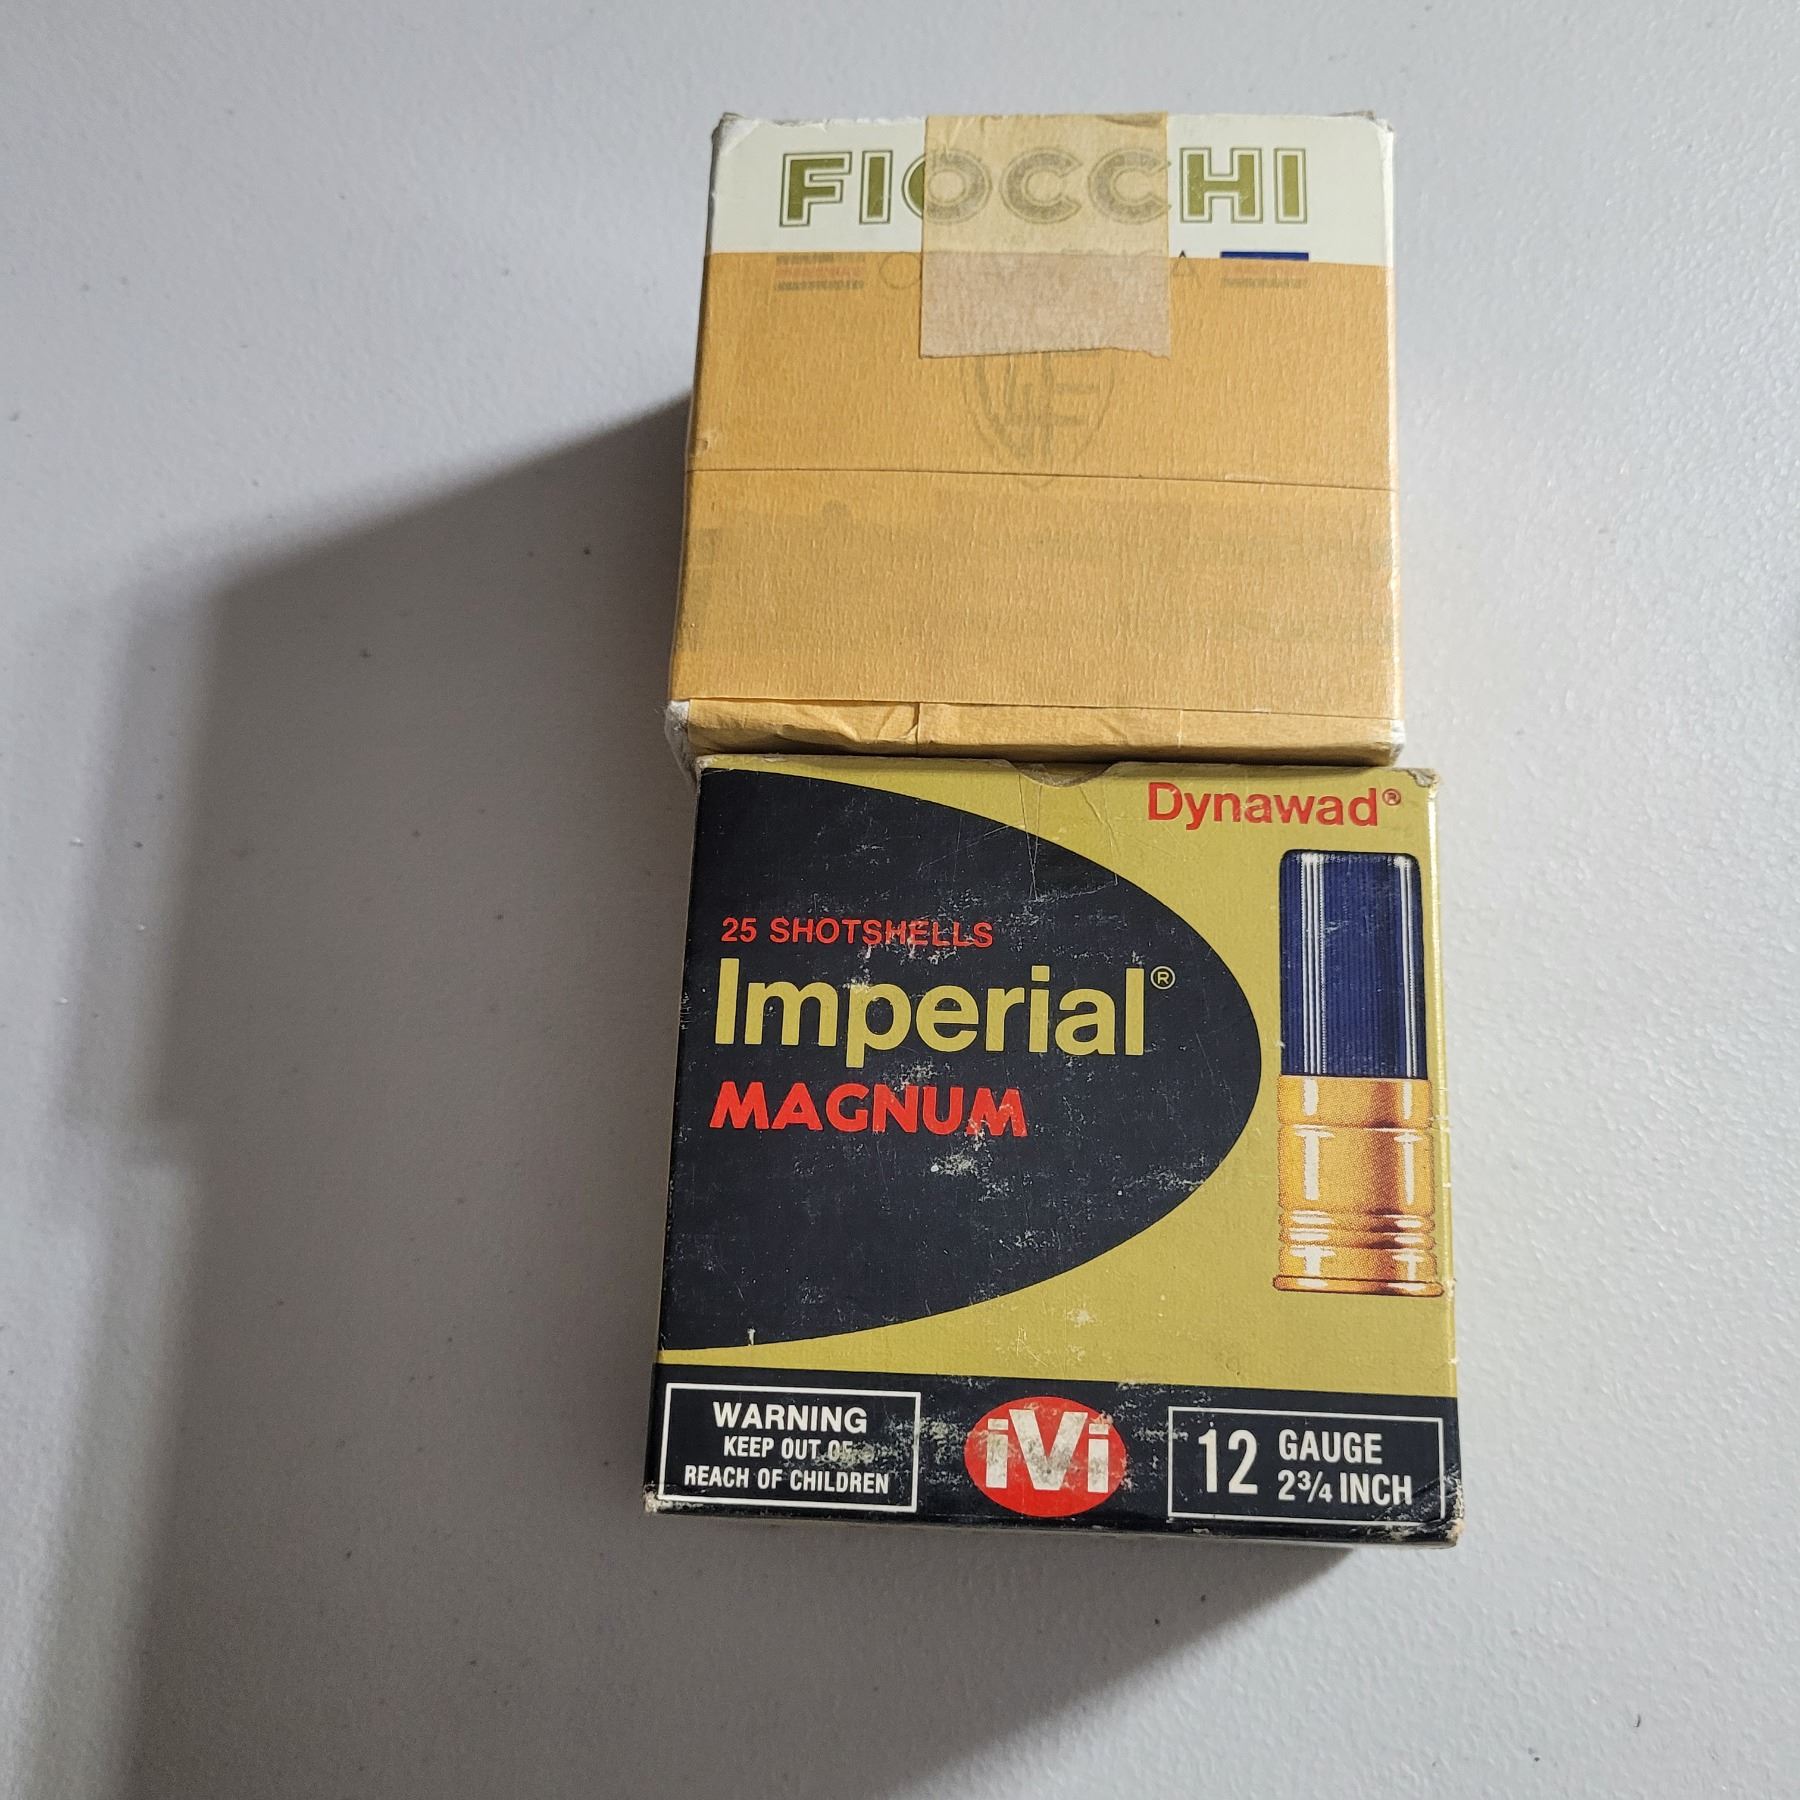 FIOCCHI
Dynawad®
25 SHOTSHELLS
Imperial®
MAGNUM
WARNING
KEEP OUT OF
REACH OF CHILDREN
iVi
12 GAUGE
2¾ INCH